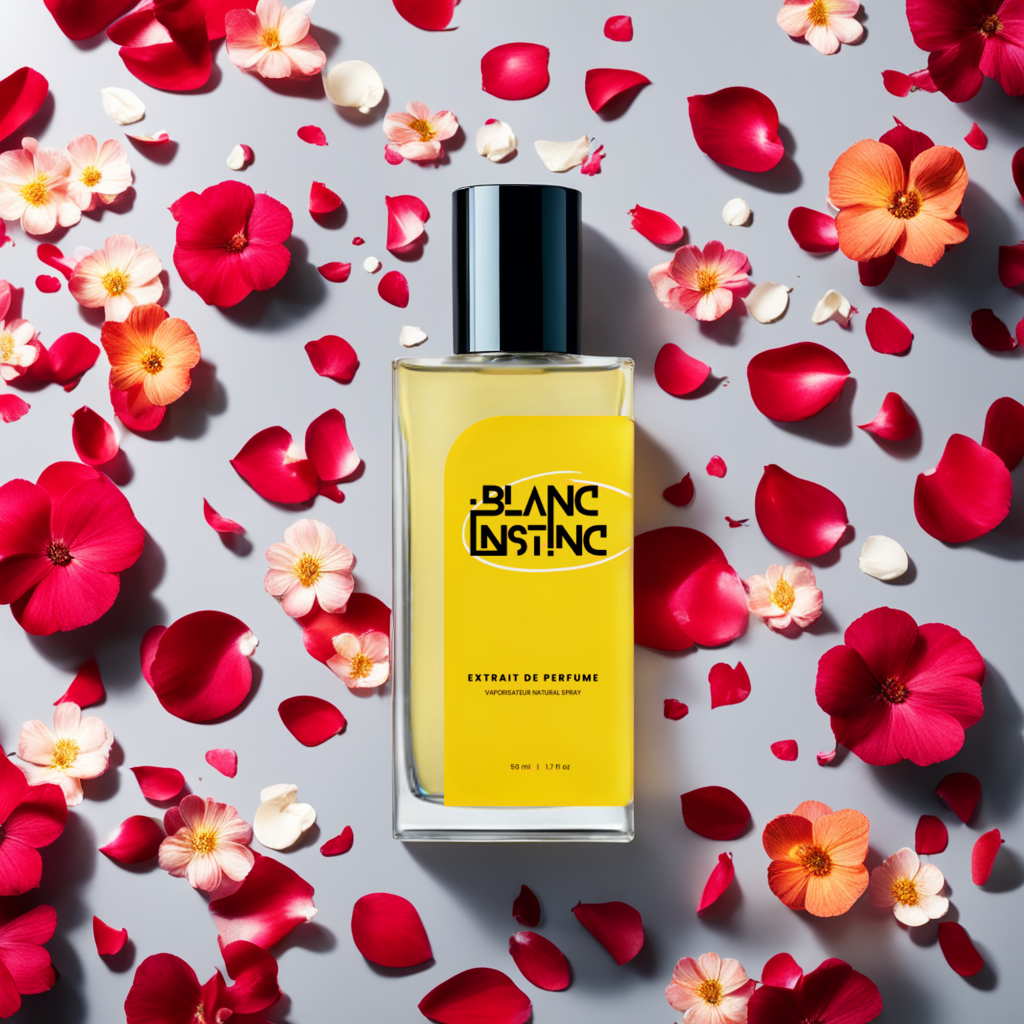 BLANC
INSTINC
EXTRAIT DE PERFUME
VAPORISATEUR NATURAL SPRAY
50 ml | 1.7 fl oz